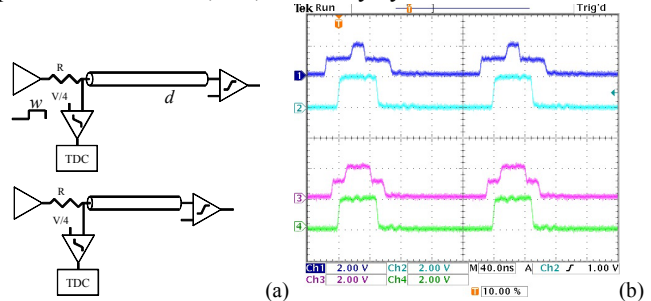 Tek Run
Trig'd
T
R
V/4
w
d
TDC
R
V/4
TDC
1
2
3
4
Ch1 2.00 V Ch2 2.00 V M 40.0ns A Ch2 1.00 V
Ch3 2.00 V Ch4 2.00 V
T 10.00 %
(a)
(b)